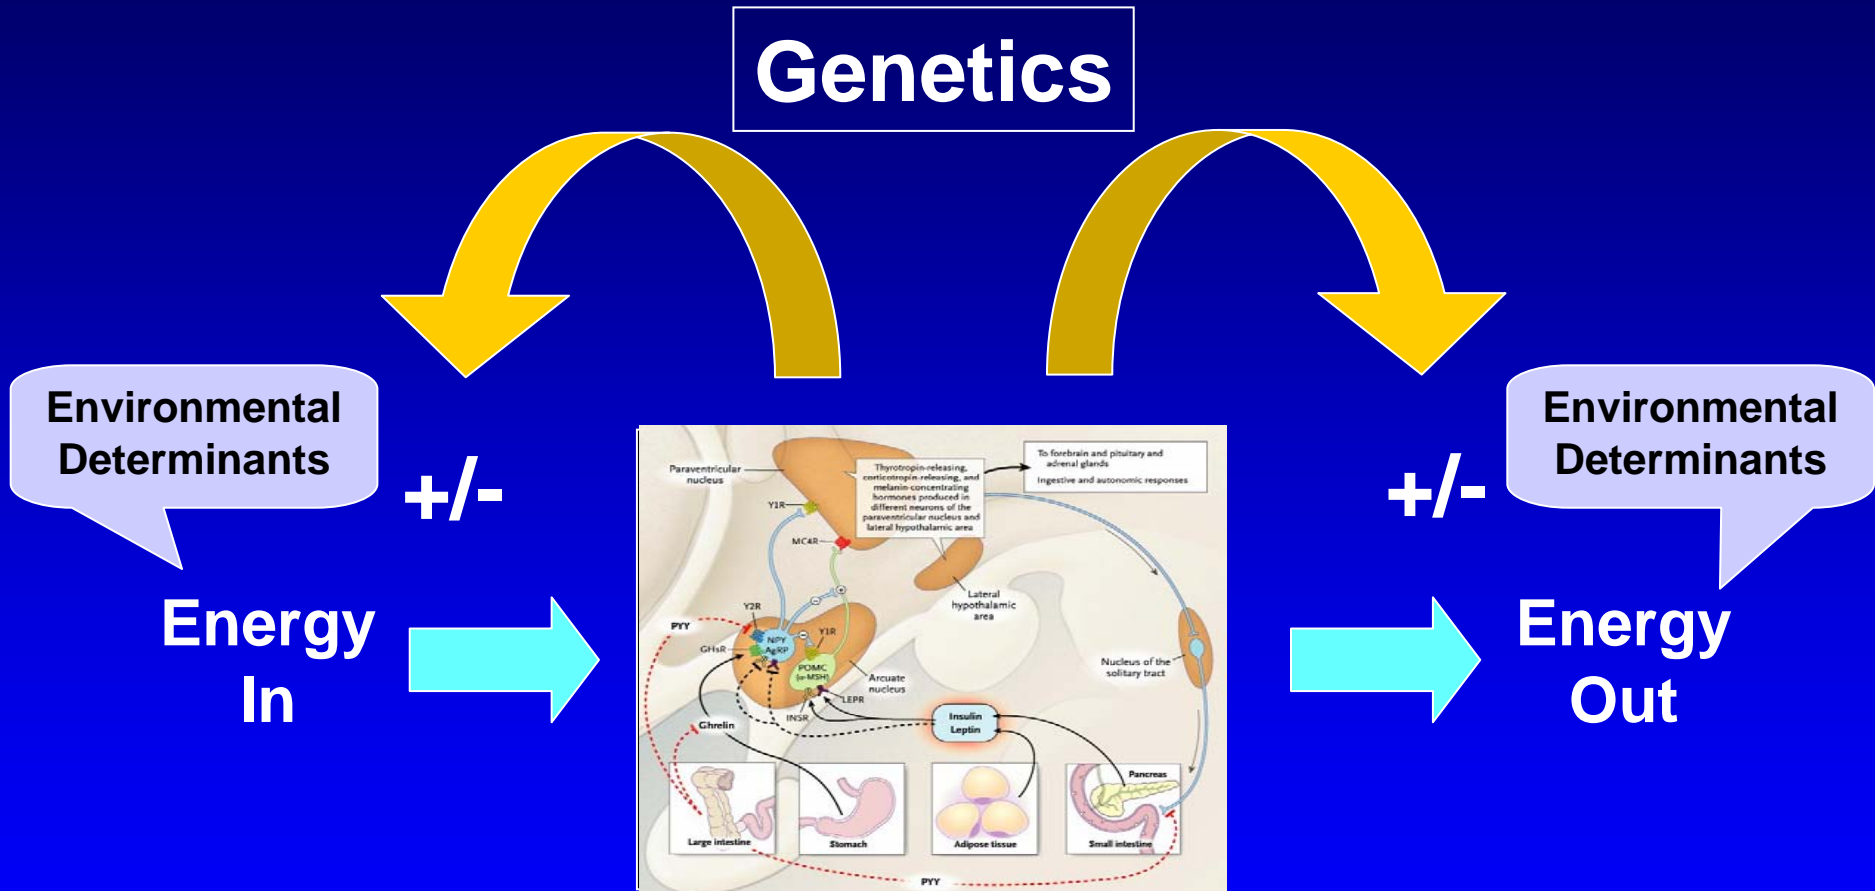 Genetics
Environmental
Determinants
+/-
Energy
In
Paraventricular
nucleus
Thyrotropin-releasing,
corticotropin-releasing, and
melanin-concentrating
hormones produced in
different neurons of the
paraventricular nucleus and
lateral hypothalamic area
To forebrain and pituitary and
adrenal glands
Ingestive and autonomic responses
Y1R
MC4R
Lateral
hypothalamic
area
Y2R
PYY
NPY
AgRP
Y1R
GHsR
POMC
(α-MSH)
Arcuate
nucleus
LEPR
INSR
Nucleus of the
solitary tract
Ghrelin
Insulin
Leptin
Pancreas
Large intestine
Stomach
Adipose tissue
Small intestine
PYY
+/-
Environmental
Determinants
Energy
Out